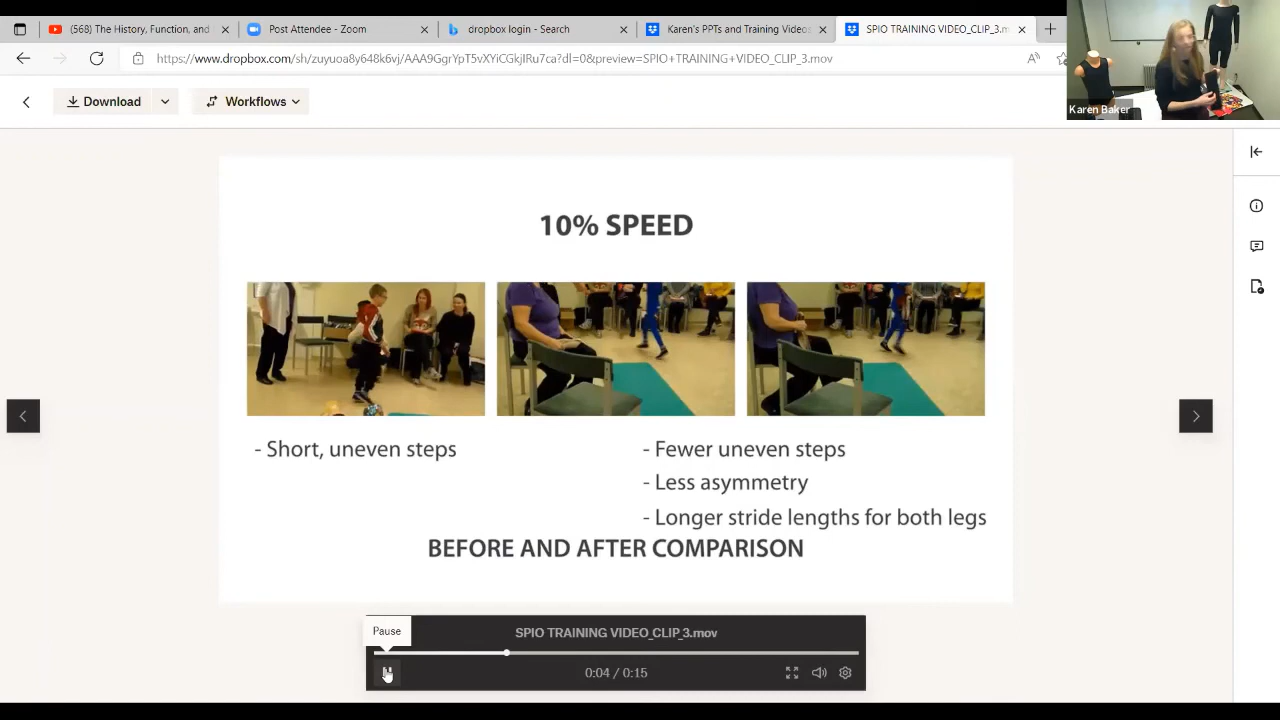 (568) The History, Function, and
Post Attendee - Zoom
dropbox login - Search
Karen's PPTs and Training Videos
SPIO TRAINING VIDEO_CLIP_3.m
https://www.dropbox.com/sh/zuyuoa8y6483k6vj/AAA9GgrYpT5vXYiCGkjIRu7ca?dl=0&preview=SPIO+TRAINING+VIDEO_CLIP_3.mov
Download
Workflows
Karen Baker
10% SPEED
- Short, uneven steps
- Fewer uneven steps
- Less asymmetry
- Longer stride lengths for both legs
BEFORE AND AFTER COMPARISON
Pause
SPIO TRAINING VIDEO_CLIP_3.mov
0:04 / 0:15